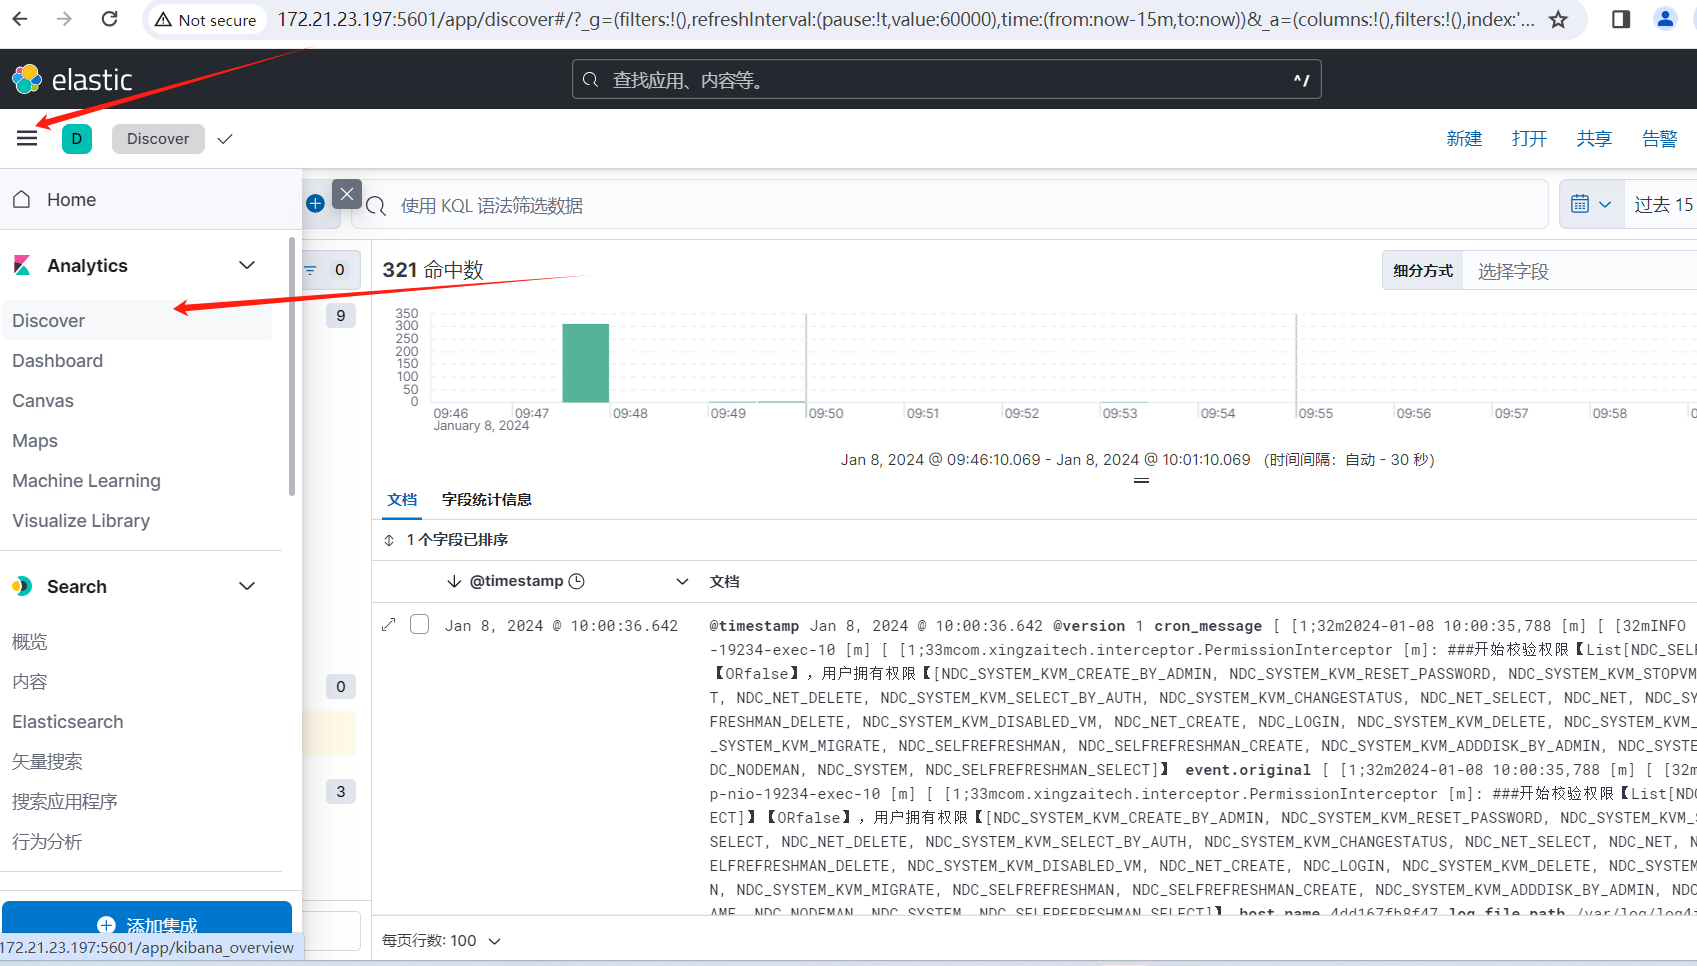 Not secure
172.21.23.197:5601/app/discover#/?_g=(filters:!(),refreshInterval:(pause:!t,value:60000),time:(from:now-15m,to:now))&_a=(columns:!(),filters:!(),index:'...
elastic
查找应用、内容等。
^/
D
Discover
新建
打开
共享
告警
Home
使用 KQL 语法筛选数据
过去 15
Analytics
0
321 命中数
细分方式
选择字段
9
Discover
Dashboard
Canvas
Maps
Machine Learning
Visualize Library
350
300
250
200
150
100
50
0
09:46
09:47
09:48
09:49
09:50
09:51
09:52
09:53
09:54
09:55
09:56
09:57
09:58
January 8, 2024
Jan 8, 2024 @ 09:46:10.069 - Jan 8, 2024 @ 10:01:10.069 （时间间隔：自动 - 30 秒）
文档
字段统计信息
1 个字段已排序
@timestamp
文档
Search
概览
内容
Elasticsearch
矢量搜索
搜索应用程序
行为分析
0
3
Jan 8, 2024 @ 10:00:36.642
@timestamp Jan 8, 2024 @ 10:00:36.642 @version 1 cron_message [ [1;32m2024-01-08 10:00:35,788 [m] [ [32mINFO
-19234-exec-10 [m] [ [1;33mcom.xingzaitech.interceptor.PermissionInterceptor [m]: ###开始校验权限【List[NDC_SELF
【ORfalse】，用户拥有权限【[NDC_SYSTEM_KVM_CREATE_BY_ADMIN, NDC_SYSTEM_KVM_RESET_PASSWORD, NDC_SYSTEM_KVM_STOPVM
T, NDC_NET_DELETE, NDC_SYSTEM_KVM_SELECT_BY_AUTH, NDC_SYSTEM_KVM_CHANGESTATUS, NDC_NET_SELECT, NDC_NET, NDC_SY
FRESHMAN_DELETE, NDC_SYSTEM_KVM_DISABLED_VM, NDC_NET_CREATE, NDC_LOGIN, NDC_SYSTEM_KVM_DELETE, NDC_SYSTEM_KVM_
_SYSTEM_KVM_MIGRATE, NDC_SELFREFRESHMAN, NDC_SELFREFRESHMAN_CREATE, NDC_SYSTEM_KVM_ADDDISK_BY_ADMIN, NDC_SYSTE
DC_NODEMAN, NDC_SYSTEM, NDC_SELFREFRESHMAN_SELECT]】 event.original [ [1;32m2024-01-08 10:00:35,788 [m] [ [32m
p-nio-19234-exec-10 [m] [ [1;33mcom.xingzaitech.interceptor.PermissionInterceptor [m]: ###开始校验权限【List[NDC
ECT]】【ORfalse】，用户拥有权限【[NDC_SYSTEM_KVM_CREATE_BY_ADMIN, NDC_SYSTEM_KVM_RESET_PASSWORD, NDC_SYSTEM_KVM_S
SELECT, NDC_NET_DELETE, NDC_SYSTEM_KVM_SELECT_BY_AUTH, NDC_SYSTEM_KVM_CHANGESTATUS, NDC_NET_SELECT, NDC_NET, N
ELFREFRESHMAN_DELETE, NDC_SYSTEM_KVM_DISABLED_VM, NDC_NET_CREATE, NDC_LOGIN, NDC_SYSTEM_KVM_DELETE, NDC_SYSTEM
N, NDC_SYSTEM_KVM_MIGRATE, NDC_SELFREFRESHMAN, NDC_SELFREFRESHMAN_CREATE, NDC_SYSTEM_KVM_ADDDISK_BY_ADMIN, NDC
AME, NDC_NODEMAN, NDC_SYSTEM, NDC_SELFREFRESHMAN_SELECT]】 host.name 4dd167fb8f47 log.file.path
添加集成
172.21.23.197:5601/app/kibana_overview
每页行数: 100